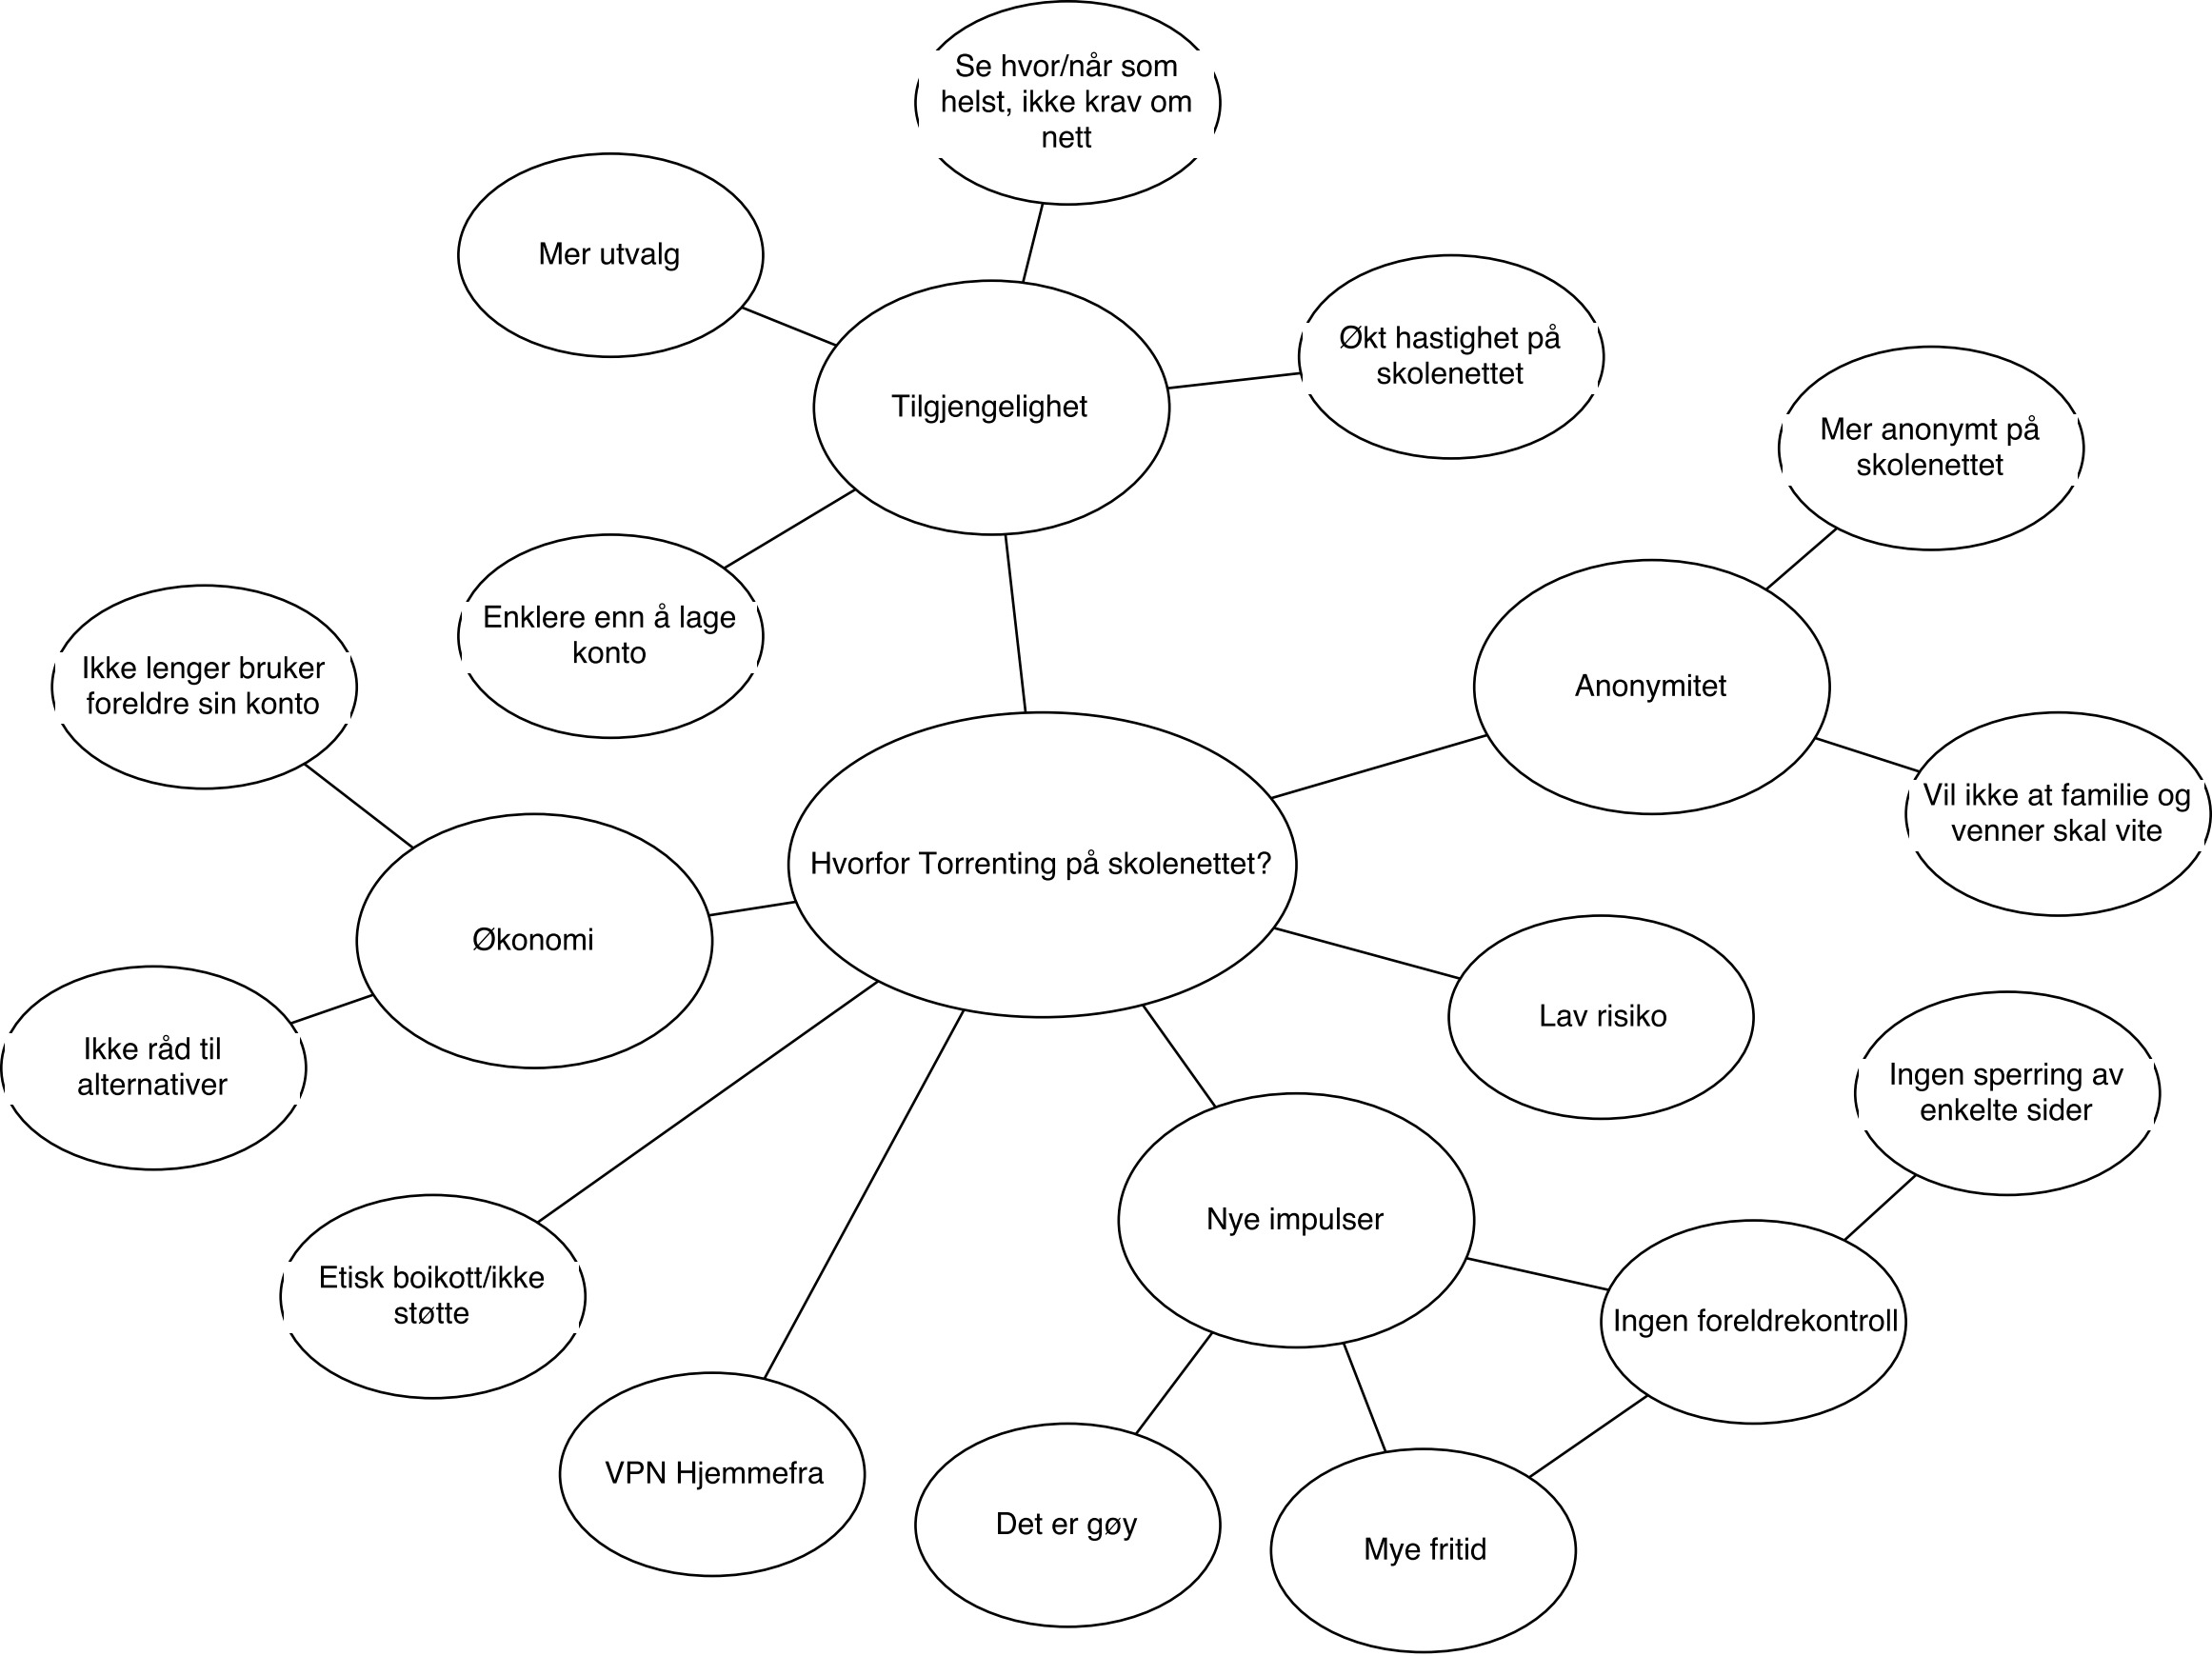 Se hvor/når som
helst, ikke krav om
nett
Mer utvalg
Økt hastighet på
skolenettet
Tilgjengelighet
Mer anonymt på
skolenettet
Enklere enn å lage
konto
Ikke lenger bruker
foreldre sin konto
Anonymitet
Vil ikke at familie og
venner skal vite
Hvorfor Torrenting på skolenettet?
Økonomi
Lav risiko
Ikke råd til
alternativer
Ingen sperring av
enkelte sider
Nye impulser
Etisk boikott/ikke
støtte
Ingen foreldrekontroll
VPN Hjemmefra
Det er gøy
Mye fritid